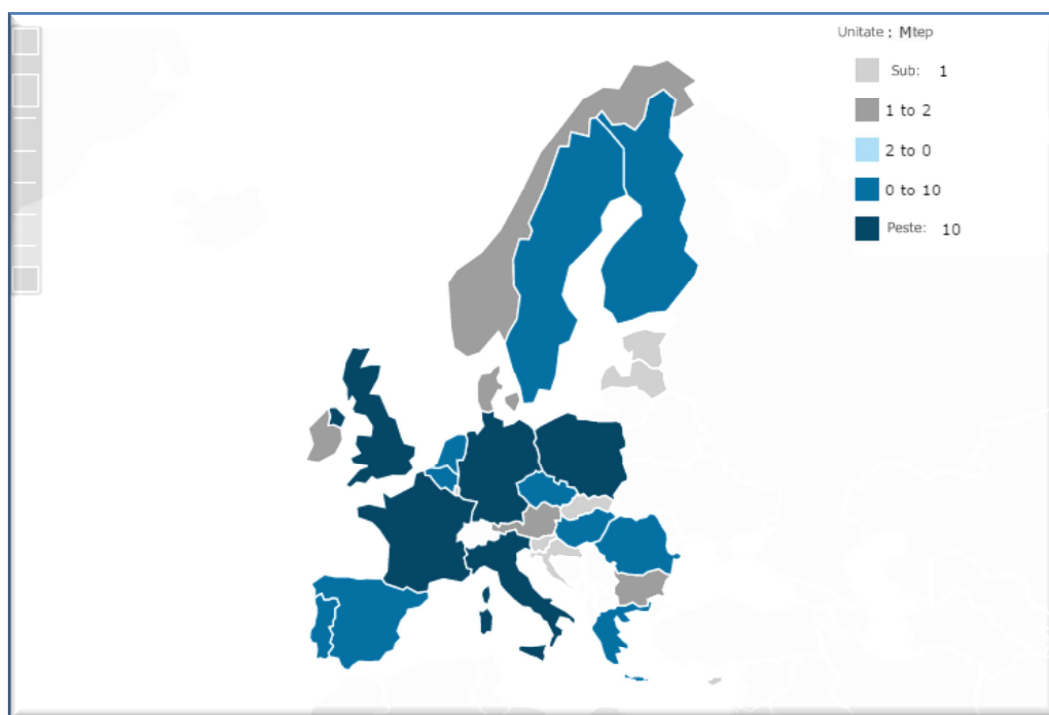 Unitate : Mtep
Sub: 1
1 to 2
2 to 0
0 to 10
Peste: 10